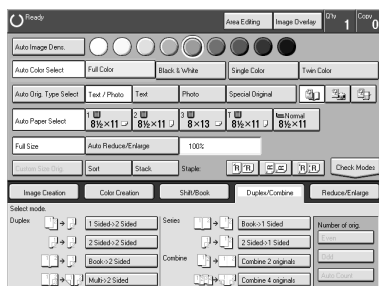 Ready Area Editing Image Overlay Q'ty 1 Copy 0
Auto Image Dens.
Auto Color Select Full Color Black & White Single Color Twin Color
Auto Orig. Type Select Text / Photo Text Photo Special Original
Auto Paper Select 1 8½×11 2 8½×11 3 8×13 T 8½×11 Normal 8½×11
Full Size Auto Reduce/Enlarge 100%
Custom Size Orig. Sort Stack Staple: Check Modes
Image Creation Color Creation Shift/Book Duplex/Combine Reduce/Enlarge
Select mode.
Duplex 1 Sided->2 Sided Series Book->1 Sided Number of orig.
2 Sided->2 Sided 2 Sided->1 Sided Even
Book->2 Sided Combine Combine 2 originals Odd
Multi->2 Sided Combine 4 originals Auto Count